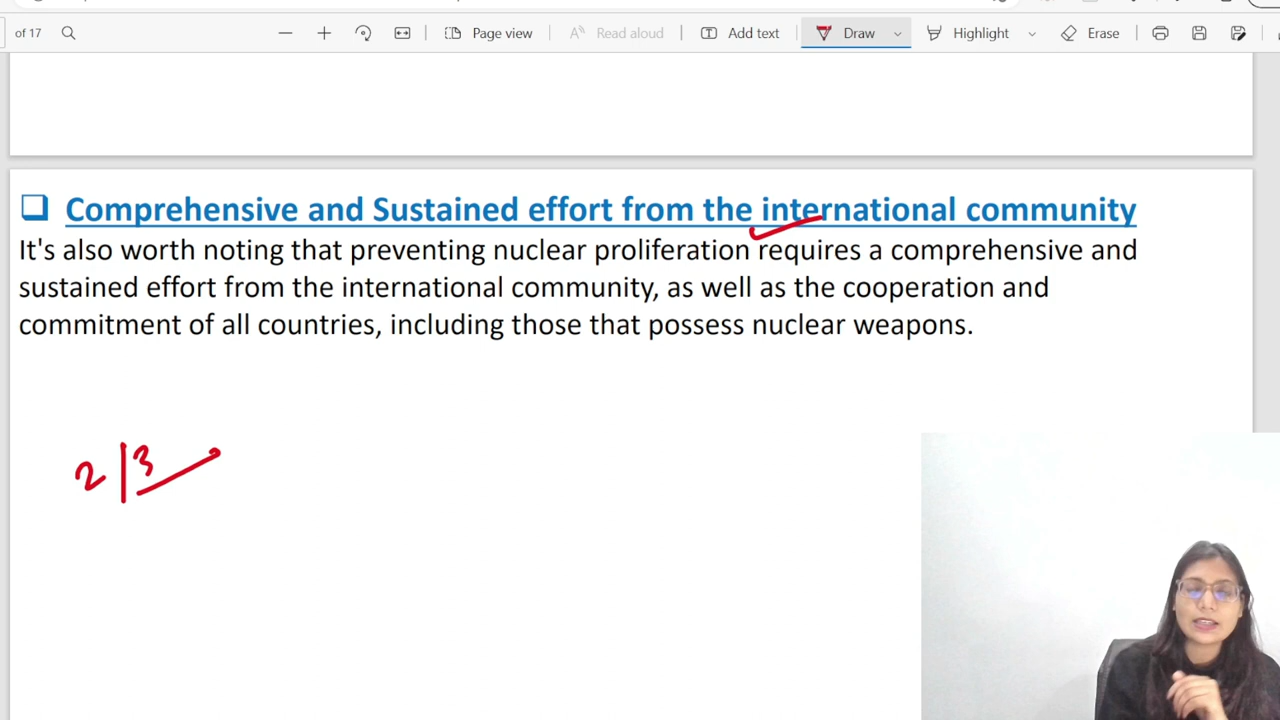 of 17
Page view
Read aloud
Add text
Draw
Highlight
Erase
Comprehensive and Sustained effort from the international community
It's also worth noting that preventing nuclear proliferation requires a comprehensive and
sustained effort from the international community, as well as the cooperation and
commitment of all countries, including those that possess nuclear weapons.
2|3